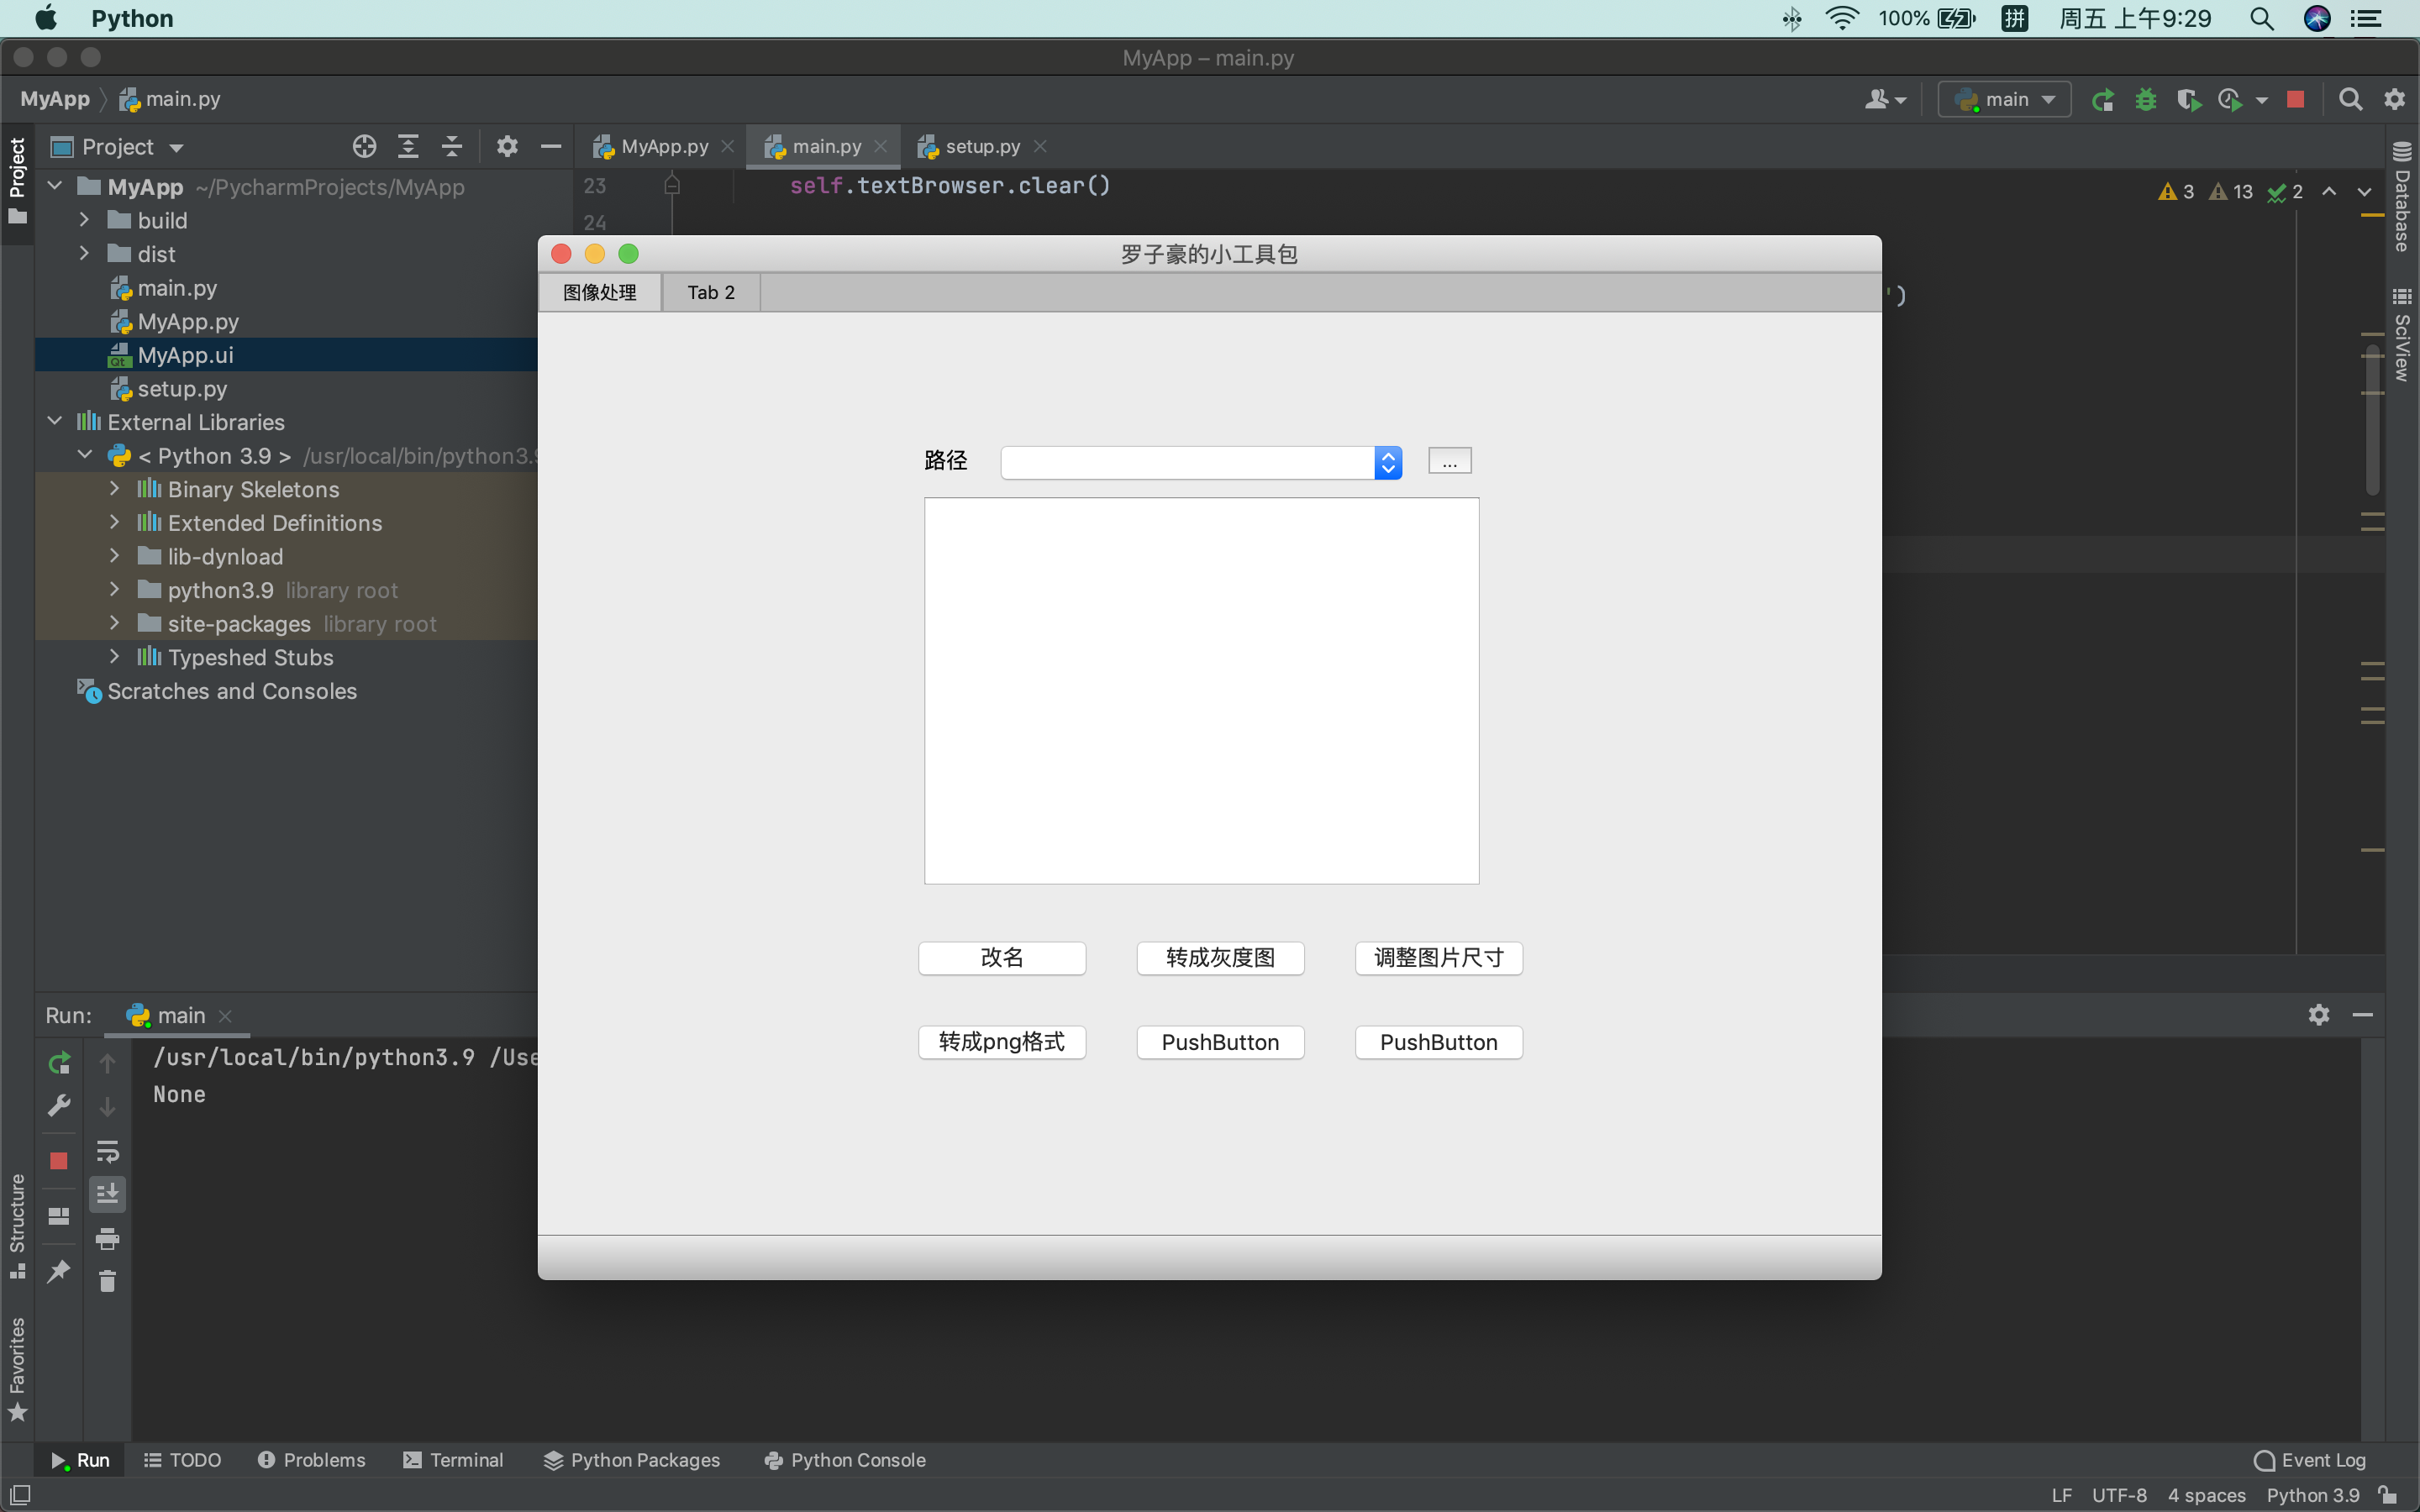 Python
100%
拼
周五 上午9:29
MyApp – main.py
MyApp
main.py
main
Project
MyApp.py
main.py
setup.py
Project
MyApp ~/PycharmProjects/MyApp
build
dist
main.py
MyApp.py
Qt
MyApp.ui
setup.py
External Libraries
< Python 3.9 > /usr/local/bin/python3.9
Binary Skeletons
Extended Definitions
lib-dynload
python3.9 library root
site-packages library root
Typeshed Stubs
Scratches and Consoles
23 self.textBrowser.clear()
24
3 13 2
')
Database
SciView
罗子豪的小工具包
图像处理
Tab 2
路径
...
改名
转成灰度图
调整图片尺寸
转成png格式
PushButton
PushButton
Run:
main
/usr/local/bin/python3.9 /Use
None
Structure
Favorites
Run
TODO
Problems
Terminal
Python Packages
Python Console
Event Log
LF UTF-8 4 spaces Python 3.9